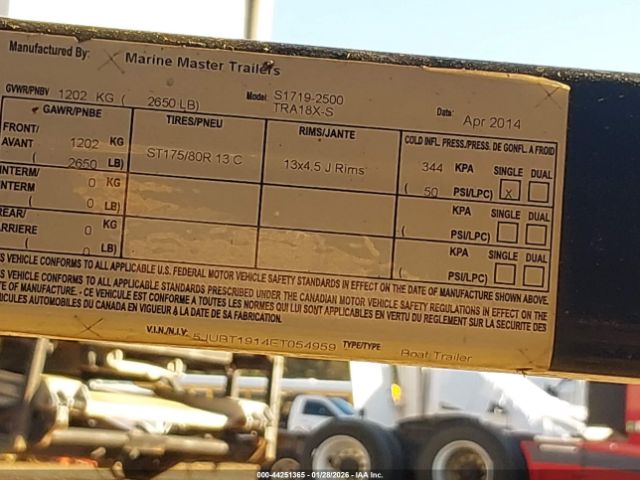 Manufactured By: Marine Master Trailers
GVWR/PNBV 1202 KG ( 2650 LB) Model: S1719-2500
TRA18X-S
Date: Apr 2014
GAWR/PNBE TIRES/PNEU RIMS/JANTE COLD INFL. PRESS/PRESS. DE GONFL. A FROID
FRONT/
AVANT 1202 KG ST175/80R 13 C 13x4.5 J Rims 344 KPA SINGLE DUAL
( 2650 LB) ( 50 PSI/LPC) X
INTERM/
INTERM 0 KG KPA SINGLE DUAL
( 0 LB) ( PSI/LPC)
REAR/
ARRIERE 0 KG KPA SINGLE DUAL
( 0 LB) ( PSI/LPC)
S VEHICLE CONFORMS TO ALL APPLICABLE U.S. FEDERAL MOTOR VEHICLE SAFETY STANDARDS IN EFFECT ON THE DATE OF MANUFACTURE SHOWN ABOVE.
S VEHICLE CONFORMS TO ALL APPLICABLE STANDARDS PRESCRIBED UNDER THE CANADIAN MOTOR VEHICLE SAFETY REGULATIONS IN EFFECT ON THE
TE OF MANUFACTURE. - CE VEHICULE EST CONFORME A TOUTES LES NORMES QUI LUI SONT APPLICABLES EN VERTU DU REGLEMENT SUR LA SECURITE DES
HICULES AUTOMOBILES DU CANADA EN VIGUEUR A LA DATE DE SA FABRICATION.
V.I.N./N.I.V: 5JUBT1914ET054959 TYPE/TYPE Boat Trailer
000-44251365 - 01/28/2026 - IAA Inc.